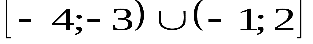 [- 4;- 3) ∪ (- 1; 2]